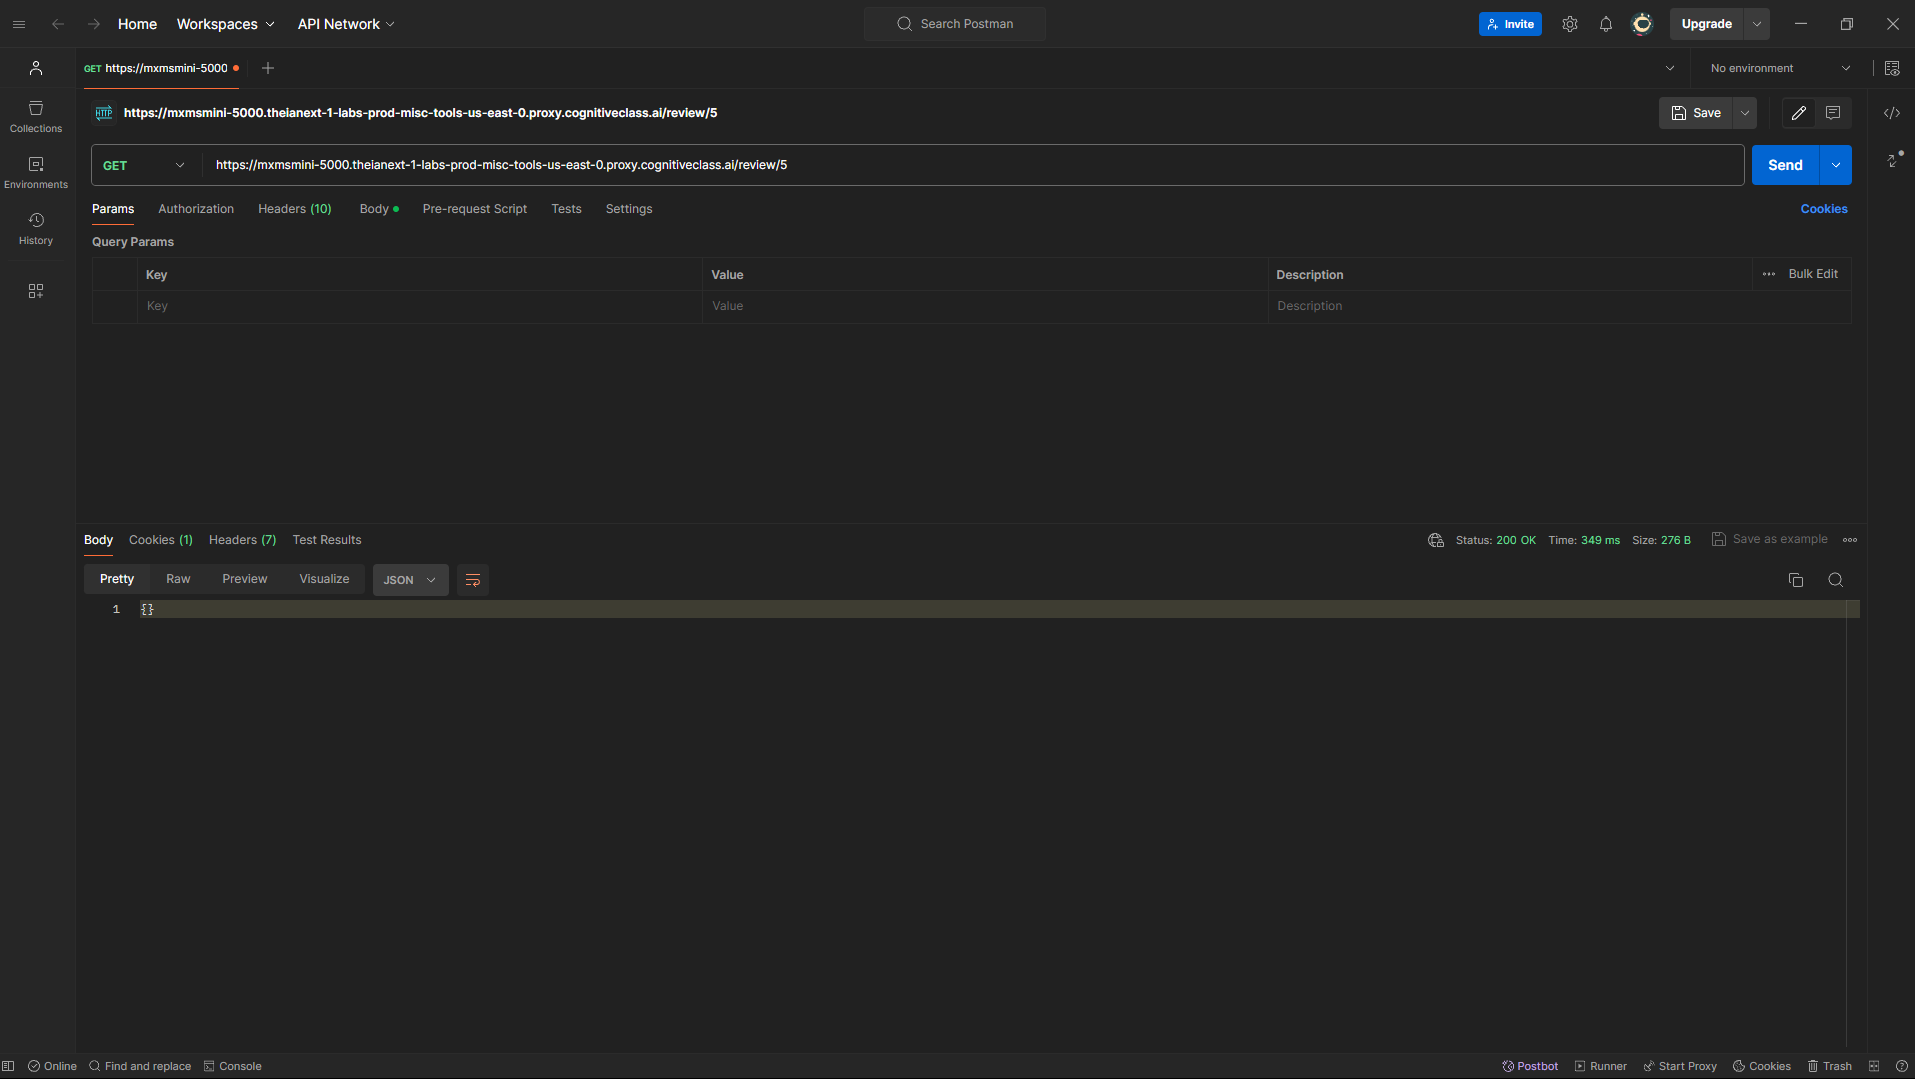 Home Workspaces API Network Search Postman Invite Upgrade
GET https://mxmsmini-5000 No environment
HTTP https://mxmsmini-5000.theianext-1-labs-prod-misc-tools-us-east-0.proxy.cognitiveclass.ai/review/5 Save
Collections
GET https://mxmsmini-5000.theianext-1-labs-prod-misc-tools-us-east-0.proxy.cognitiveclass.ai/review/5 Send
Environments
Params Authorization Headers (10) Body Pre-request Script Tests Settings Cookies
History
Query Params
Key Value Description Bulk Edit
Key Value Description
Body Cookies (1) Headers (7) Test Results Status: 200 OK Time: 349 ms Size: 276 B Save as example
Pretty Raw Preview Visualize JSON
1 {}
Online Find and replace Console Postbot Runner Start Proxy Cookies Trash